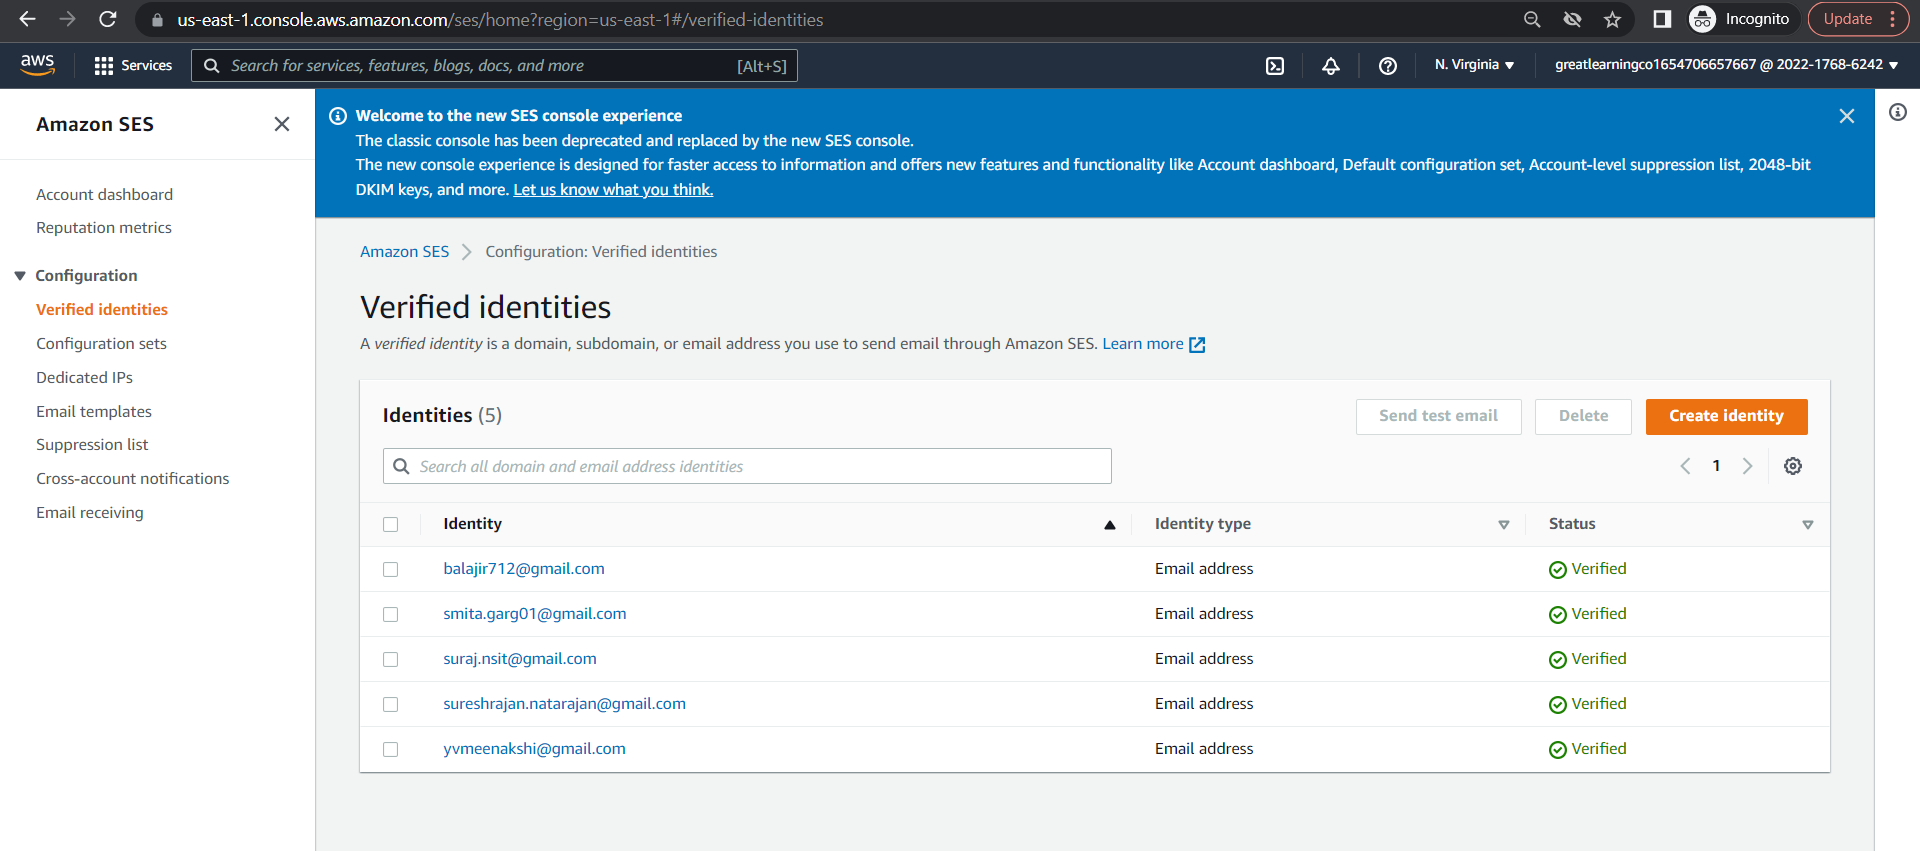 us-east-1.console.aws.amazon.com/ses/home?region=us-east-1#/verified-identities
Incognito
Update
aws
Services
Search for services, features, blogs, docs, and more
[Alt+S]
N. Virginia
greatlearningco1654706657667 @ 2022-1768-6242
Amazon SES
Account dashboard
Reputation metrics
Configuration
Verified identities
Configuration sets
Dedicated IPs
Email templates
Suppression list
Cross-account notifications
Email receiving
Welcome to the new SES console experience
The classic console has been deprecated and replaced by the new SES console.
The new console experience is designed for faster access to information and offers new features and functionality like Account dashboard, Default configuration set, Account-level suppression list, 2048-bit
DKIM keys, and more. Let us know what you think.
Amazon SES
Configuration: Verified identities
Verified identities
A verified identity is a domain, subdomain, or email address you use to send email through Amazon SES. Learn more
Identities (5)
Send test email
Delete
Create identity
Search all domain and email address identities
1
Identity Identity type Status
balajir712@gmail.com Email address Verified
smita.garg01@gmail.com Email address Verified
suraj.nsit@gmail.com Email address Verified
sureshrajan.natarajan@gmail.com Email address Verified
yvmeenakshi@gmail.com Email address Verified